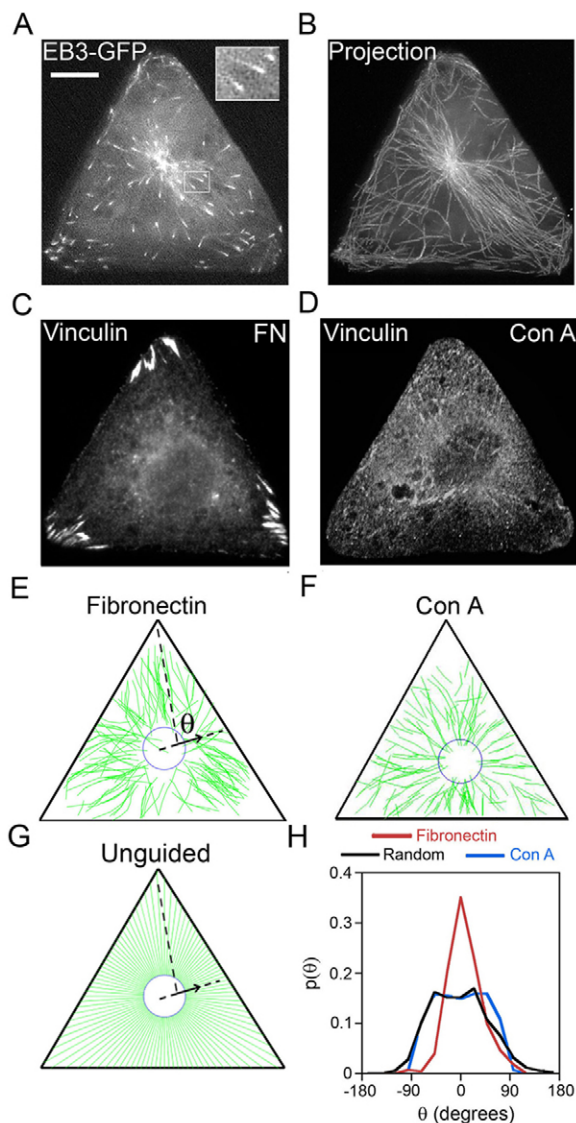 A
EB3-GFP
B
Projection
C
Vinculin FN
D
Vinculin Con A
E
Fibronectin
θ
F
Con A
G
Unguided
H
Fibronectin
Random Con A
0.4
0.3
0.2
0.1
0
p(θ)
-180 -90 0 90 180
θ (degrees)